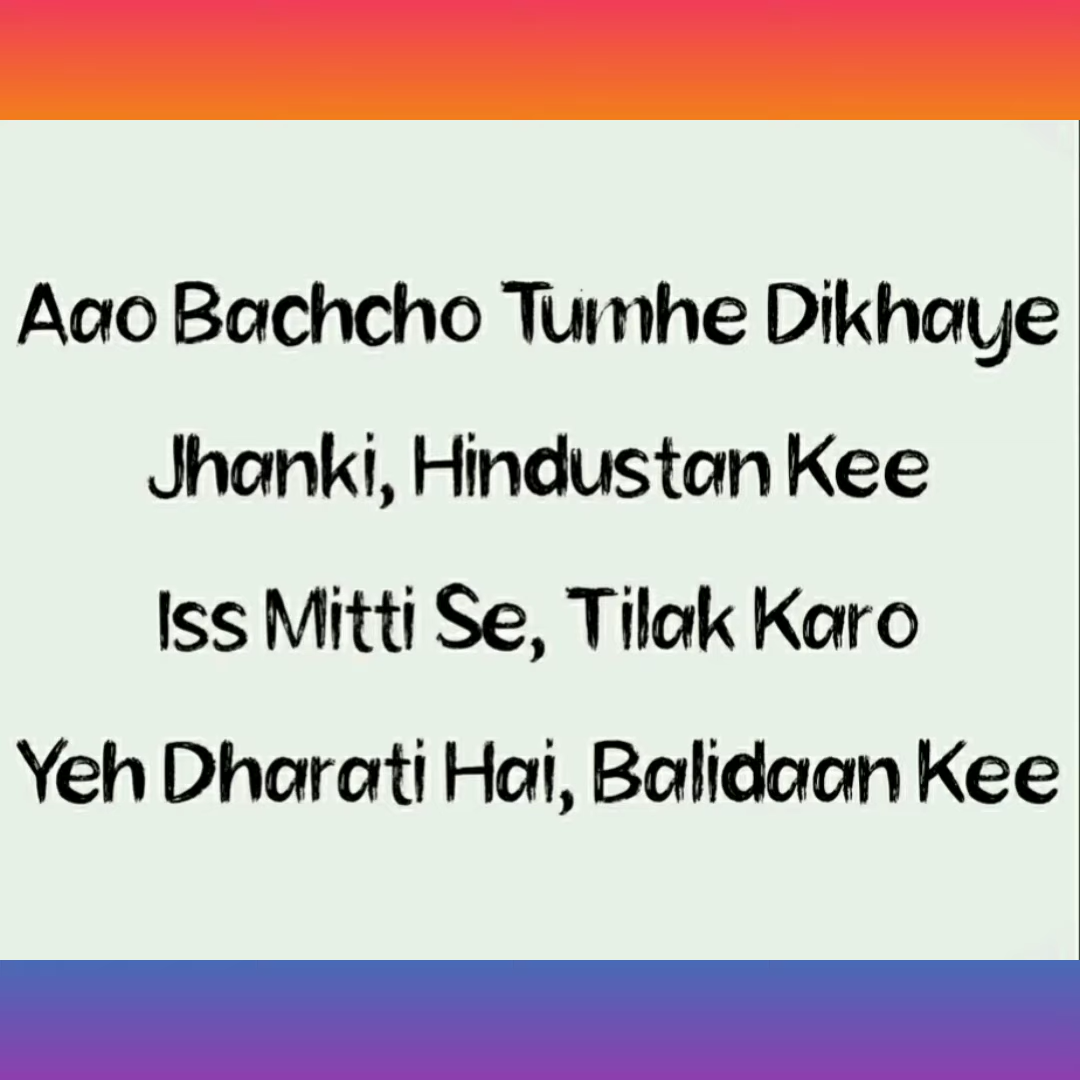 Aao Bachcho Tumhe Dikhaye
Jhanki, Hindustan Kee
Iss Mitti Se, Tilak Karo
Yeh Dharati Hai, Balidaan Kee